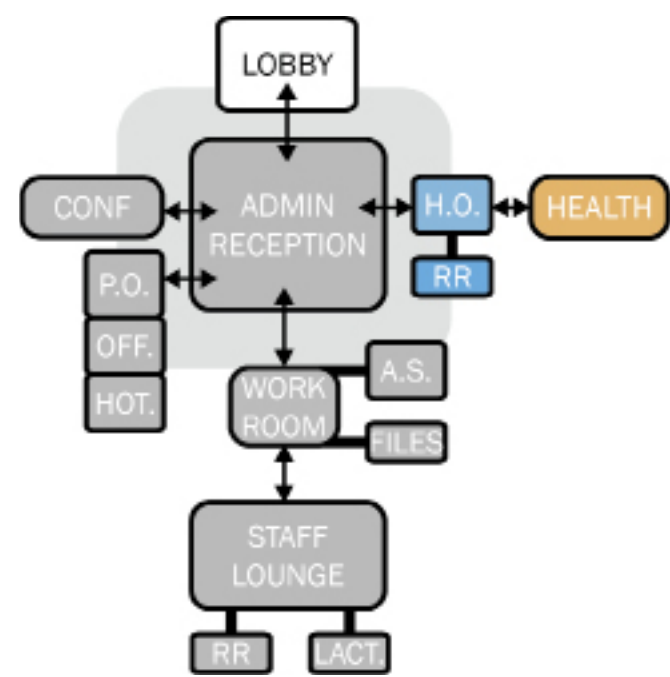 LOBBY
CONF
ADMIN
RECEPTION
H.O.
HEALTH
P.O.
RR
OFF.
HOT.
WORK
ROOM
A.S.
FILES
STAFF
LOUNGE
RR
LACT.